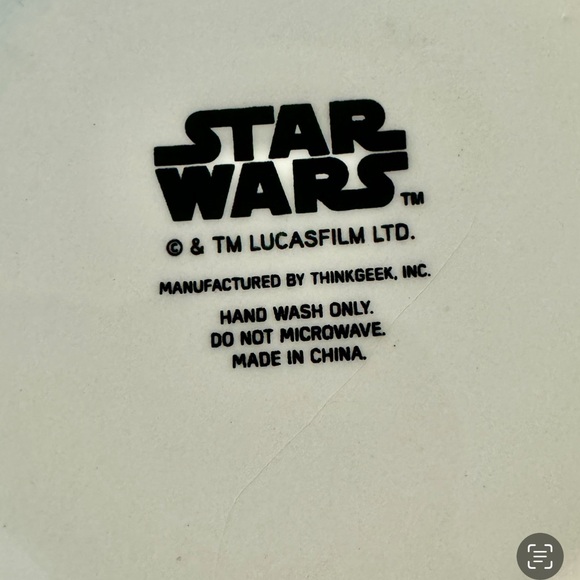 STAR
WARS™
© & TM LUCASFILM LTD.
MANUFACTURED BY THINKGEEK, INC.
HAND WASH ONLY.
DO NOT MICROWAVE.
MADE IN CHINA.